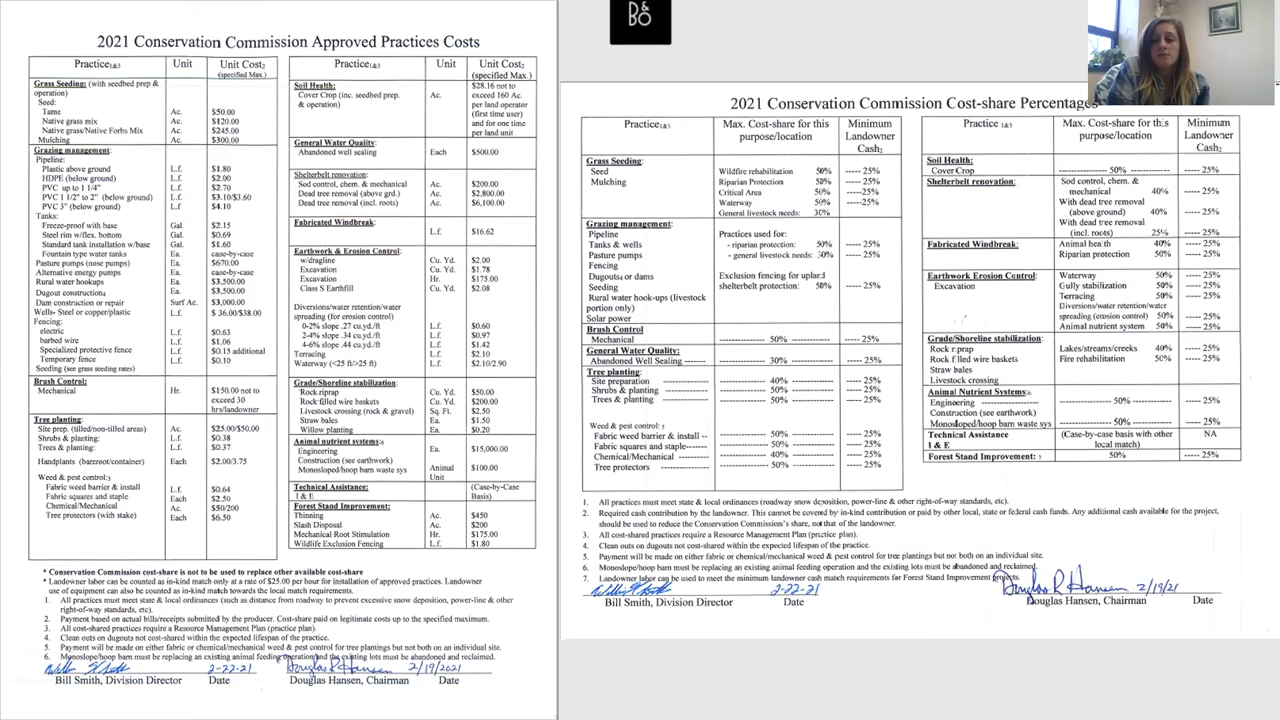 D&
BO
2021 Conservation Commission Approved Practices Costs
Practice1&3 Unit Unit Cost2
(specified Max.)
Grass Seeding: (with seedbed prep &
operation)
Seed:
Tame Ac. $50.00
Native grass mix Ac. $120.00
Native grass/Native Forbs Mix Ac. $245.00
Mulching Ac. $300.00
Grazing management:
Pipeline:
Plastic above ground L.f. $1.80
HDPE (below ground) L.f. $2.00
PVC up to 1 1/4" L.f. $2.70
PVC 1 1/2" to 2" (below ground) L.f. $3.10/$3.60
PVC 3" (below ground) L.f $4.10
Tanks:
Freeze-proof with base Gal. $2.15
Steel rim w/flex. bottom Gal. $0.69
Standard tank installation w/base Gal. $1.60
Fountain type water tanks Ea. case-by-case
Pasture pumps (nose pumps) Ea. $670.00
Alternative energy pumps Ea. case-by-case
Rural water hookups Ea. $3,500.00
Dugout construction4 Ea. $3,500.00
Dam construction or repair Surf Ac. $3,000.00
Wells- Steel or copper/plastic L.f. $ 36.00/$38.00
Fencing:
electric L.f. $0.63
barbed wire L.f. $1.06
Specialized protective fence L.f. $0.15 additional
Temporary fence L.f. $0.10
Seeding (see grass seeding rates)
Brush Control:
Mechanical Hr. $150.00 not to
exceed 30
hrs/landowner
Tree planting:
Site prep. (tilled/non-tilled areas) Ac. $25.00/$50.00
Shrubs & planting: L.f. $0.38
Trees & planting: L.f. $0.37
Handplants (bareroot/container) Each $2.00/3.75
Weed & pest control:5
Fabric weed barrier & install L.f. $0.64
Fabric squares and staple Each $2.50
Chemical/Mechanical Ac. $50/200
Tree protectors (with stake) Each $6.50
Practice1&3 Unit Unit Cost2
(specified Max.)
Soil Health: $28.16 not to
Cover Crop (inc. seedbed prep. Ac. exceed 160 Ac.
& operation) per land operator
(first time user)
and for one time
per land unit
General Water Quality:
Abandoned well sealing Each $500.00
Shelterbelt renovation:
Sod control, chem. & mechanical Ac. $200.00
Dead tree removal (above grd.) Ac. $2,800.00
Dead tree removal (incl. roots) Ac. $6,100.00
Fabricated Windbreak:
L.f. $16.62
Earthwork & Erosion Control:
w/dragline Cu. Yd. $2.00
Excavation Cu. Yd. $1.78
Excavation Hr. $175.00
Class S Earthfill Cu. Yd. $2.08
Diversions/water retention/water
spreading (for erosion control)
0-2% slope .27 cu.yd./ft L.f. $0.60
2-4% slope .34 cu.yd./ft L.f. $0.97
4-6% slope .44 cu.yd./ft L.f. $1.42
Terracing L.f. $2.10
Waterway (<25 ft/>25 ft) L.f. $2.10/2.90
Grade/Shoreline stabilization:
Rock riprap Cu. Yd. $50.00
Rock-filled wire baskets Cu. Yd. $200.00
Livestock crossing (rock & gravel) Sq. Ft. $2.50
Straw bales Ea. $1.50
Willow planting Ea. $0.20
Animal nutrient systems:6
Engineering Ea. $15,000.00
Construction (see earthwork)
Monosloped/hoop barn waste sys Animal $100.00
Unit
Technical Assistance: (Case-by-Case
I & E Basis)
Forest Stand Improvement:
Thinning Ac. $450
Slash Disposal Ac. $200
Mechanical Root Stimulation Hr. $175.00
Wildlife Exclusion Fencing L.f. $1.80
* Conservation Commission cost-share is not to be used to replace other available cost-share
* Landowner labor can be counted as in-kind match only at a rate of $25.00 per hour for installation of approved practices. Landowner
use of equipment can also be counted as in-kind match towards the local match requirements.
1. All practices must meet state & local ordinances (such as distance from roadway to prevent excessive snow deposition, power-line & other
right-of-way standards, etc).
2. Payment based on actual bills/receipts submitted by the producer. Cost-share paid on legitimate costs up to the specified maximum.
3. All cost-shared practices require a Resource Management Plan (practice plan).
4. Clean outs on dugouts not cost-shared within the expected lifespan of the practice.
5. Payment will be made on either fabric or chemical/mechanical weed & pest control for tree plantings but not both on an individual site.
6. Monoslope/hoop barn must be replacing an existing animal feeding operation and the existing lots must be abandoned and reclaimed.
2-22-21 Douglas R Hansen 2/19/2021
Bill Smith, Division Director Date Douglas Hansen, Chairman Date
2021 Conservation Commission Cost-share Percentages
Practice1&3 Max. Cost-share for this Minimum
purpose/location Landowner
Cash2
Grass Seeding:
Seed Wildfire rehabilitation 50% ----- 25%
Mulching Riparian Protection 50% ----- 25%
Critical Area 50% ----- 25%
Waterway 50% -----25%
General livestock needs: 30%
Grazing management:
Pipeline Practices used for:
Tanks & wells - riparian protection: 50% ----- 25%
Pasture pumps - general livestock needs: 30% ----- 25%
Fencing
Dugouts4 or dams Exclusion fencing for upland
Seeding shelterbelt protection: 50% ----- 25%
Rural water hook-ups (livestock
portion only)
Solar power
Brush Control
Mechanical 50% ----- 25%
General Water Quality:
Abandoned Well Sealing ------- 30% ----- 25%
Tree planting:
Site preparation 40% ----- 25%
Shrubs & planting 50% ----- 25%
Trees & planting 50% ----- 25%
Weed & pest control: 5
Fabric weed barrier & install -- 50% ----- 25%
Fabric squares and staple 50% ----- 25%
Chemical/Mechanical 40% ----- 25%
Tree protectors 50% ----- 25%
Practice 1&3 Max. Cost-share for this Minimum
purpose/location Landowner
Cash2
Soil Health:
Cover Crop 50% ----- 25%
Shelterbelt renovation: Sod control, chem. &
mechanical 40% ----- 25%
With dead tree removal
(above ground) 40% ----- 25%
With dead tree removal
(incl. roots) 25% ----- 25%
Fabricated Windbreak: Animal health 40% ----- 25%
Riparian protection 50% ----- 25%
Earthwork Erosion Control: Waterway 50% ----- 25%
Excavation Gully stabilization 50% ----- 25%
Terracing 50% ----- 25%
Diversions/water retention/water
spreading (erosion control) 50% ----- 25%
Animal nutrient system 50% ----- 25%
Grade/Shoreline stabilization:
Rock riprap Lakes/streams/creeks 40% ----- 25%
Rock filled wire baskets Fire rehabilitation 50% ----- 25%
Straw bales
Livestock crossing
Animal Nutrient Systems:6
Engineering 50% ----- 25%
Construction (see earthwork)
Monosloped/hoop barn waste sys 50% ----- 25%
Technical Assistance (Case-by-case basis with other NA
I & E local match)
Forest Stand Improvement: 7 50% ----- 25%
1. All practices must meet state & local ordinances (roadway snow deposition, power-line & other right-of-way standards, etc).
2. Required cash contribution by the landowner. This cannot be covered by in-kind contribution or paid by other local, state or federal cash funds. Any additional cash available for the project,
should be used to reduce the Conservation Commission's share, not that of the landowner.
3. All cost-shared practices require a Resource Management Plan (practice plan).
4. Clean outs on dugouts not cost-shared within the expected lifespan of the practice.
5. Payment will be made on either fabric or chemical/mechanical weed & pest control for tree plantings but not both on an individual site.
6. Monoslope/hoop barn must be replacing an existing animal feeding operation and the existing lots must be abandoned and reclaimed.
7. Landowner labor can be used to meet the minimum landowner cash match requirements for Forest Stand Improvement projects.
2-22-21 Douglas R Hansen 2/19/21
Bill Smith, Division Director Date Douglas Hansen, Chairman Date